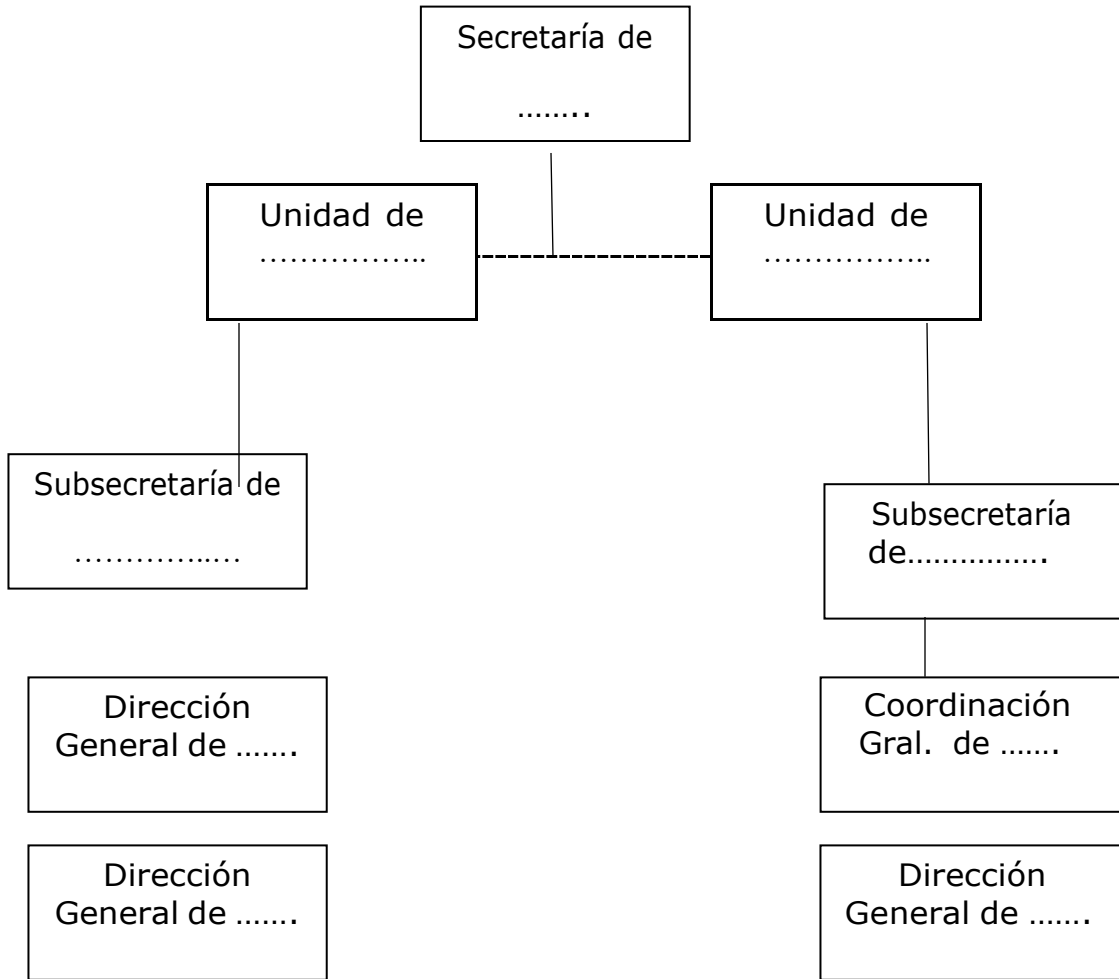 Secretaría de
……..
Unidad de
……………..
Unidad de
……………..
Subsecretaría de
…………..…
Subsecretaría
de…………….
Dirección
General de …….
Coordinación
Gral. de …….
Dirección
General de …….
Dirección
General de …….